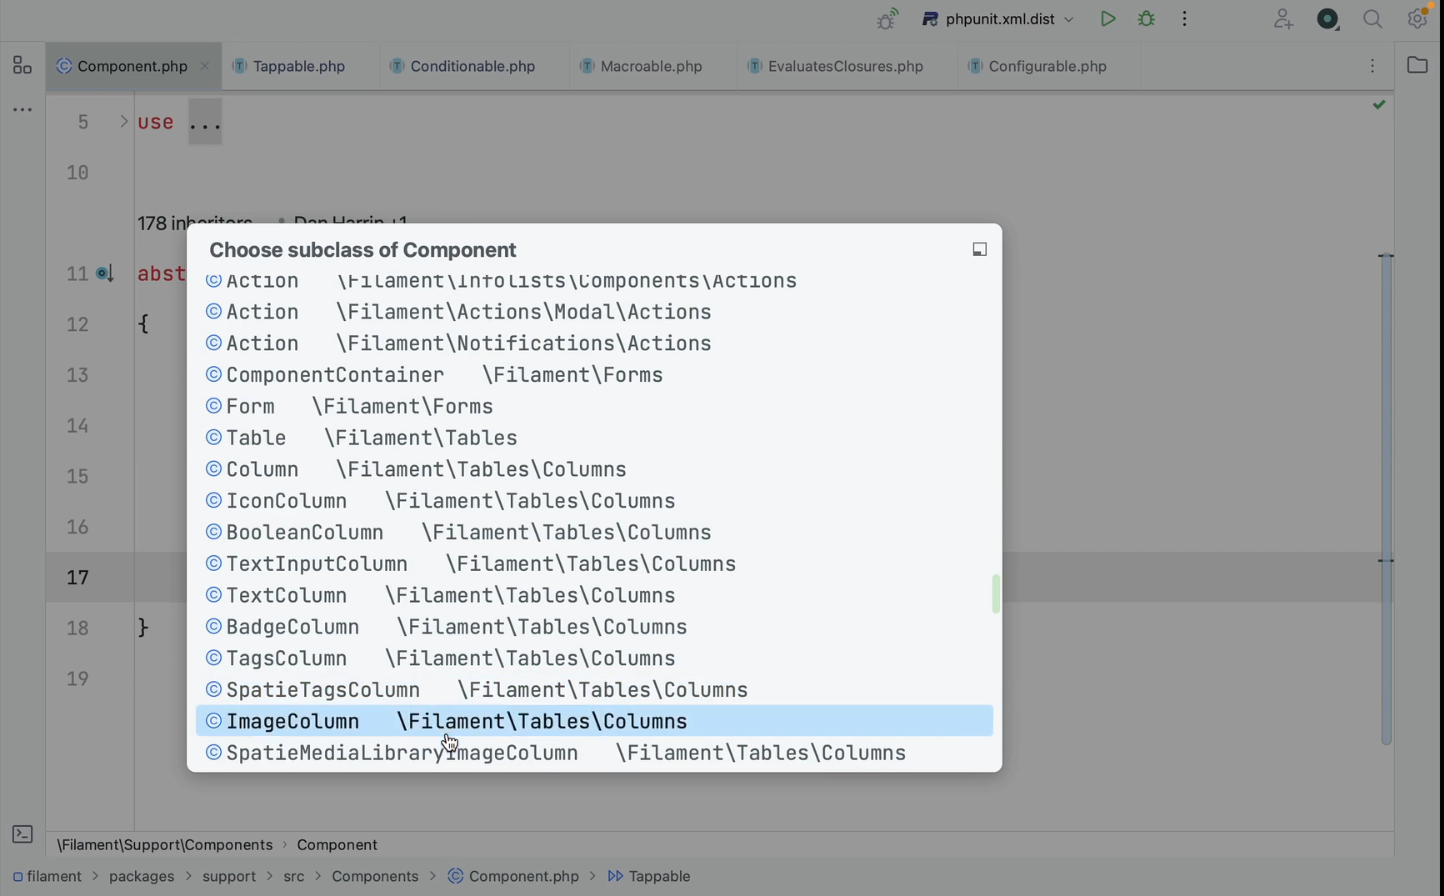 phpunit.xml.dist
Component.php Tappable.php Conditionable.php Macroable.php EvaluatesClosures.php Configurable.php
5 use ...
10
178 inheritors Dan Harrin +1
Choose subclass of Component
Action \Filament\Infolists\Components\Actions
11 abst
Action \Filament\Actions\Modal\Actions
12 {
Action \Filament\Notifications\Actions
13
ComponentContainer \Filament\Forms
Form \Filament\Forms
14
Table \Filament\Tables
Column \Filament\Tables\Columns
15
IconColumn \Filament\Tables\Columns
16
BooleanColumn \Filament\Tables\Columns
TextInputColumn \Filament\Tables\Columns
17
TextColumn \Filament\Tables\Columns
18 }
BadgeColumn \Filament\Tables\Columns
TagsColumn \Filament\Tables\Columns
19
SpatieTagsColumn \Filament\Tables\Columns
ImageColumn \Filament\Tables\Columns
SpatieMediaLibraryImageColumn \Filament\Tables\Columns
\Filament\Support\Components › Component
filament > packages > support > src > Components > Component.php > Tappable